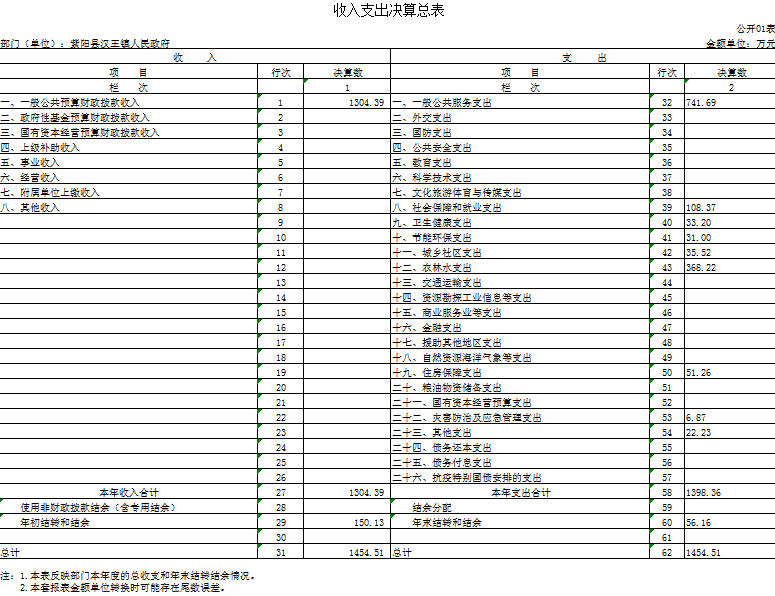 收入支出决算总表
公开01表
部门（单位）：紫阳县汉王镇人民政府 金额单位：万元
收 入 支 出
项 目 行次 决算数 项 目 行次 决算数
栏 次 1 栏 次 2
一、一般公共预算财政拨款收入 1 1304.39 一、一般公共服务支出 32 741.69
二、政府性基金预算财政拨款收入 2 二、外交支出 33
三、国有资本经营预算财政拨款收入 3 三、国防支出 34
四、上级补助收入 4 四、公共安全支出 35
五、事业收入 5 五、教育支出 36
六、经营收入 6 六、科学技术支出 37
七、附属单位上缴收入 7 七、文化旅游体育与传媒支出 38
八、其他收入 8 八、社会保障和就业支出 39 108.37
9 九、卫生健康支出 40 33.20
10 十、节能环保支出 41 31.00
11 十一、城乡社区支出 42 35.52
12 十二、农林水支出 43 368.22
13 十三、交通运输支出 44
14 十四、资源勘探工业信息等支出 45
15 十五、商业服务业等支出 46
16 十六、金融支出 47
17 十七、援助其他地区支出 48
18 十八、自然资源海洋气象等支出 49
19 十九、住房保障支出 50 51.26
20 二十、粮油物资储备支出 51
21 二十一、国有资本经营预算支出 52
22 二十二、灾害防治及应急管理支出 53 6.87
23 二十三、其他支出 54 22.23
24 二十四、债务还本支出 55
25 二十五、债务付息支出 56
26 二十六、抗疫特别国债安排的支出 57
本年收入合计 27 1304.39 本年支出合计 58 1398.36
使用非财政拨款结余（含专用结余） 28 结余分配 59
年初结转和结余 29 150.13 年末结转和结余 60 56.16
30 61
总计 31 1454.51 总计 62 1454.51
注：1.本表反映部门本年度的总收支和年末结转结余情况。
2.本套报表金额单位转换时可能存在尾数误差。